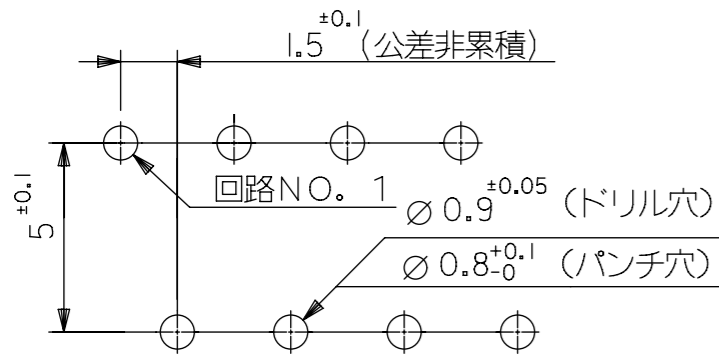 1.5 ±0.1 (公差非累積)
回路NO. 1
5 ±0.1
∅0.9 ±0.05 (ドリル穴)
∅0.8 +0.1 -0 (パンチ穴)